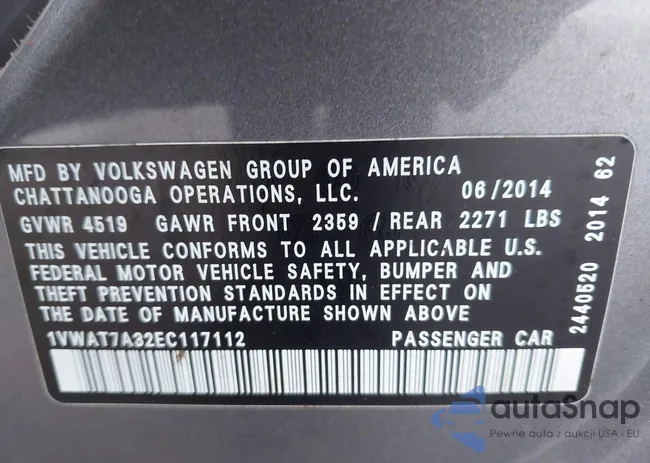 MFD BY VOLKSWAGEN GROUP OF AMERICA
CHATTANOOGA OPERATIONS, LLC. 06/2014
GVWR 4519 GAWR FRONT 2359 / REAR 2271 LBS
THIS VEHICLE CONFORMS TO ALL APPLICABLE U.S.
FEDERAL MOTOR VEHICLE SAFETY, BUMPER AND
THEFT PREVENTION STANDARDS IN EFFECT ON
THE DATE OF MANUFACTURE SHOWN ABOVE
1VWAT7A32EC117112 PASSENGER CAR
2440520 2014 62
autaSnap
Pewne auta z aukcji USA i EU